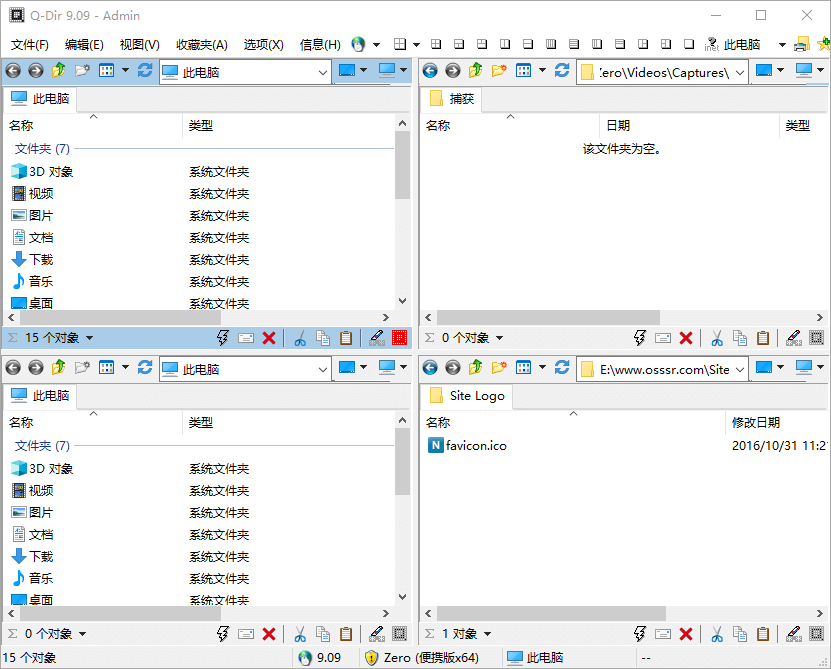 Q-Dir 9.09 - Admin
文件(F) 编辑(E) 视图(V) 收藏夹(A) 选项(X) 信息(H) 此电脑
此电脑
此电脑
名称 类型
文件夹 (7)
3D 对象 系统文件夹
视频 系统文件夹
图片 系统文件夹
文档 系统文件夹
下载 系统文件夹
音乐 系统文件夹
桌面 系统文件夹
15 个对象
\Videos\Captures\
捕获
名称 日期 类型
该文件夹为空。
0 个对象
此电脑
此电脑
名称 类型
文件夹 (7)
3D 对象 系统文件夹
视频 系统文件夹
图片 系统文件夹
文档 系统文件夹
下载 系统文件夹
音乐 系统文件夹
桌面 系统文件夹
0 个对象
E:\www.osssr.com\Site
Site Logo
名称 修改日期
favicon.ico 2016/10/31
1 对象
15 个对象 9.09 Zero (便携版x64) 此电脑 --